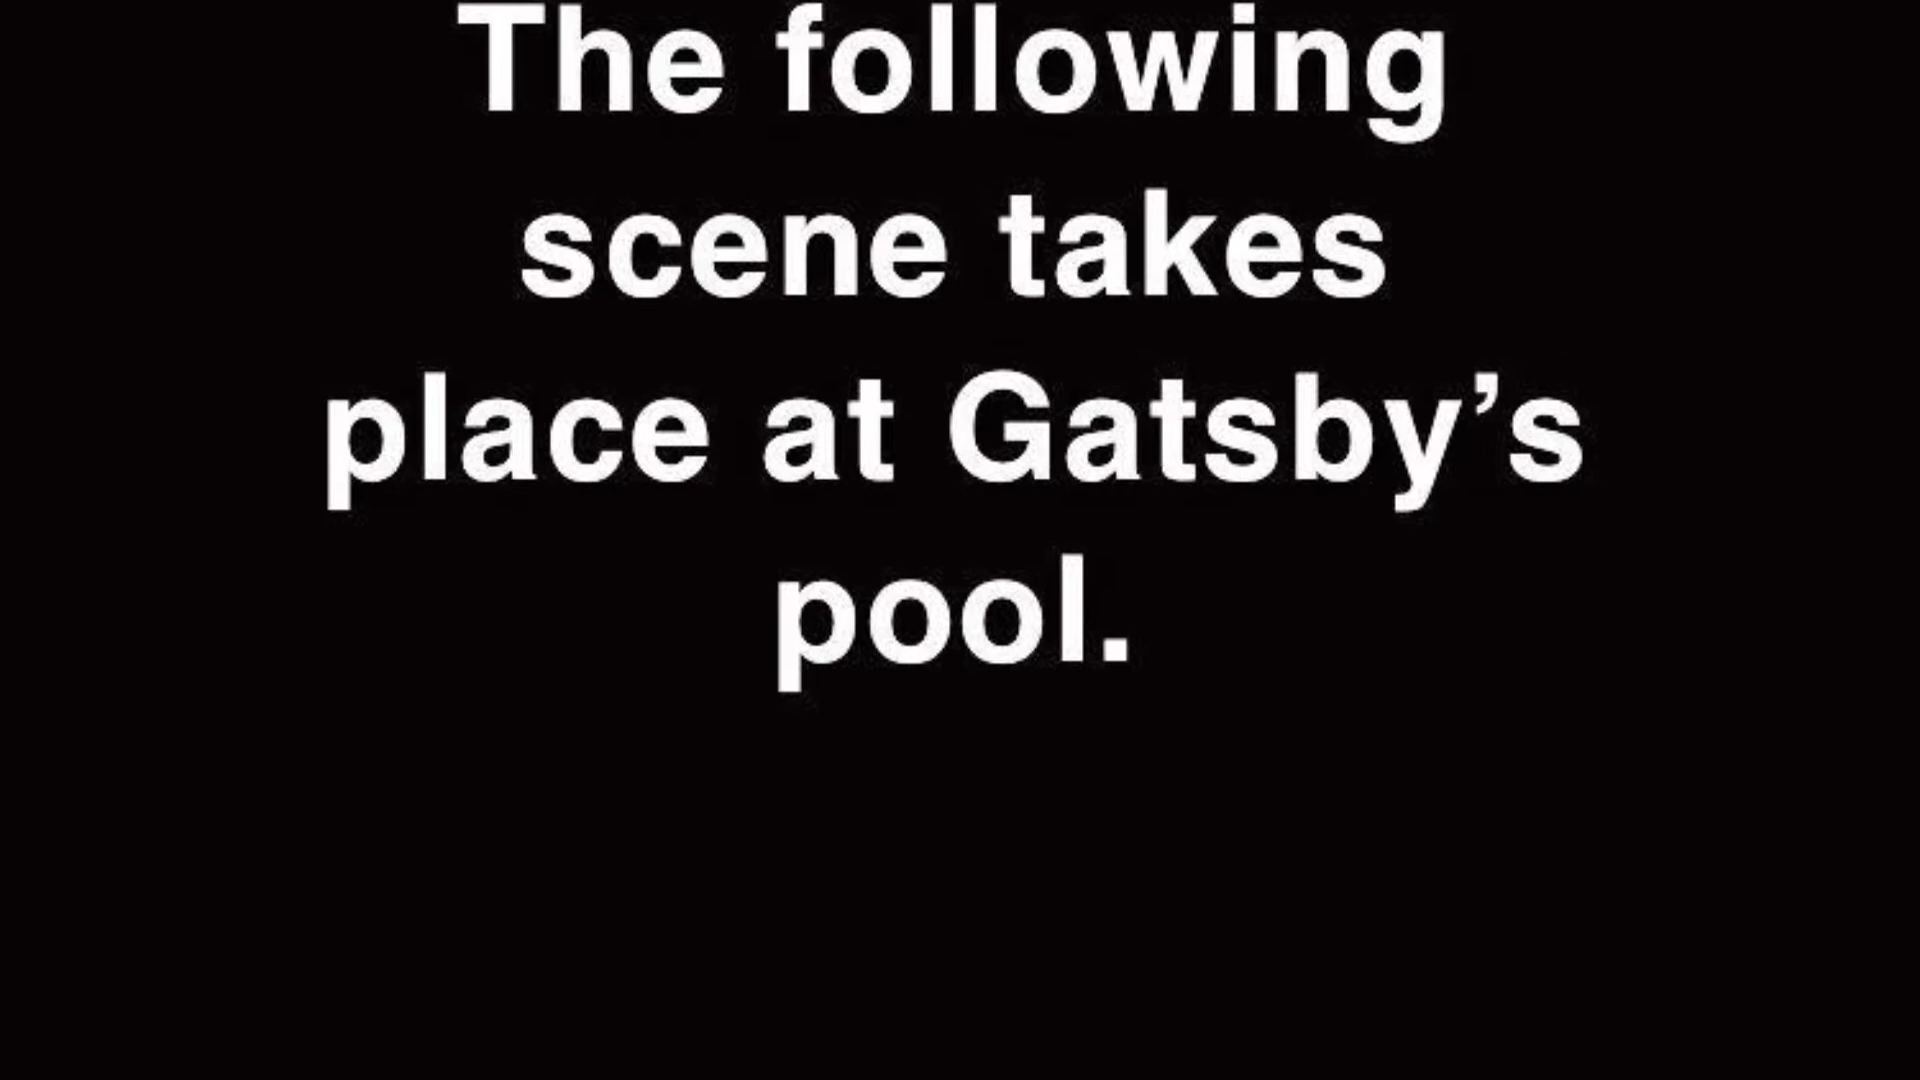 The following
scene takes
place at Gatsby’s
pool.